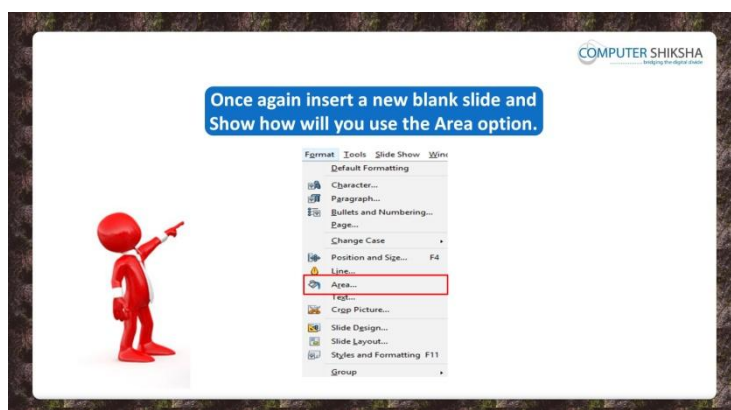 COMPUTER SHIKSHA
bridging the digital divide
Once again insert a new blank slide and
Show how will you use the Area option.
Format Tools Slide Show Wind
Default Formatting
Character...
Paragraph...
Bullets and Numbering...
Page...
Change Case
Position and Size... F4
Line...
Area...
Text...
Crop Picture...
Slide Design...
Slide Layout...
Styles and Formatting F11
Group